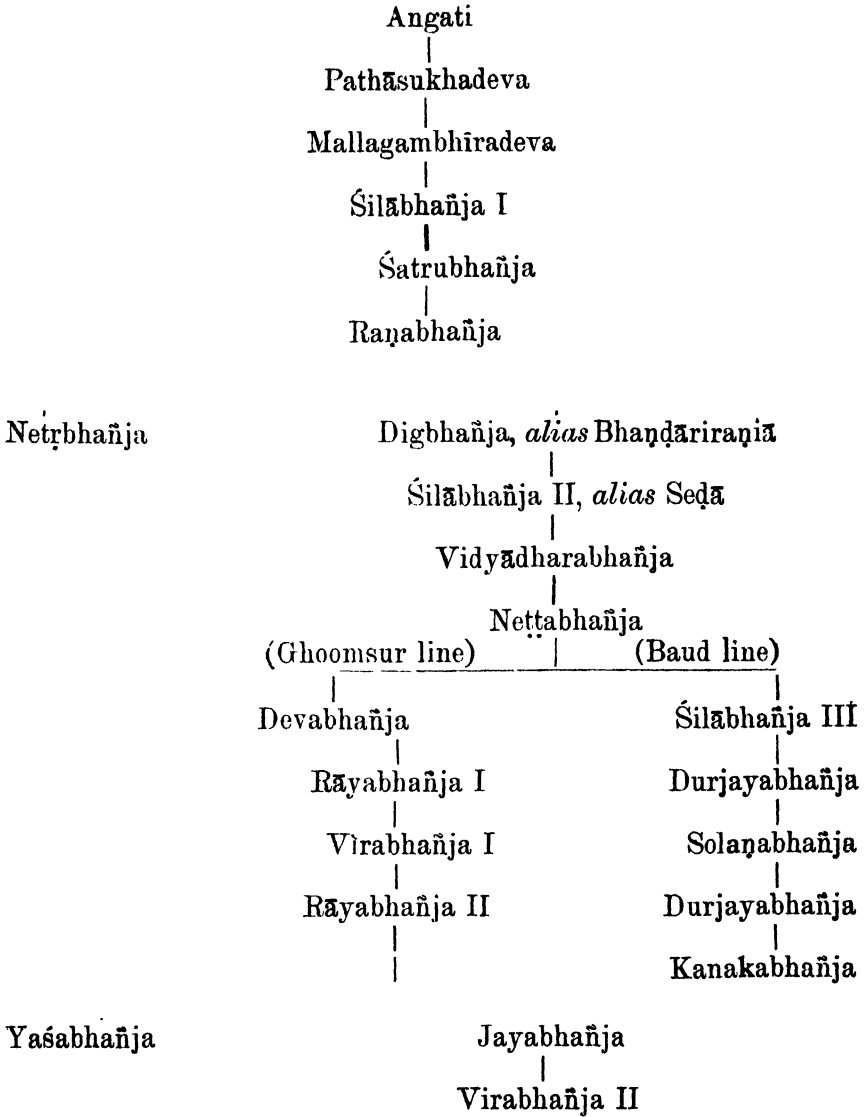 Angati
Pathāsukhadeva
Mallagambhīradeva
Śilābhañja I
Śatrubhañja
Raṇabhañja
Netṛbhañja Digbhañja, alias Bhaṇḍāriraṇiā
Śilābhañja II, alias Seḍā
Vidyādharabhañja
Neṭṭabhañja
(Ghoomsur line) (Baud line)
Devabhañja Śilābhañja III
Rāyabhañja I Durjayabhañja
Vīrabhañja I Solaṇabhañja
Rāyabhañja II Durjayabhañja
Kanakabhañja
Yaśabhañja Jayabhañja
Virabhañja II